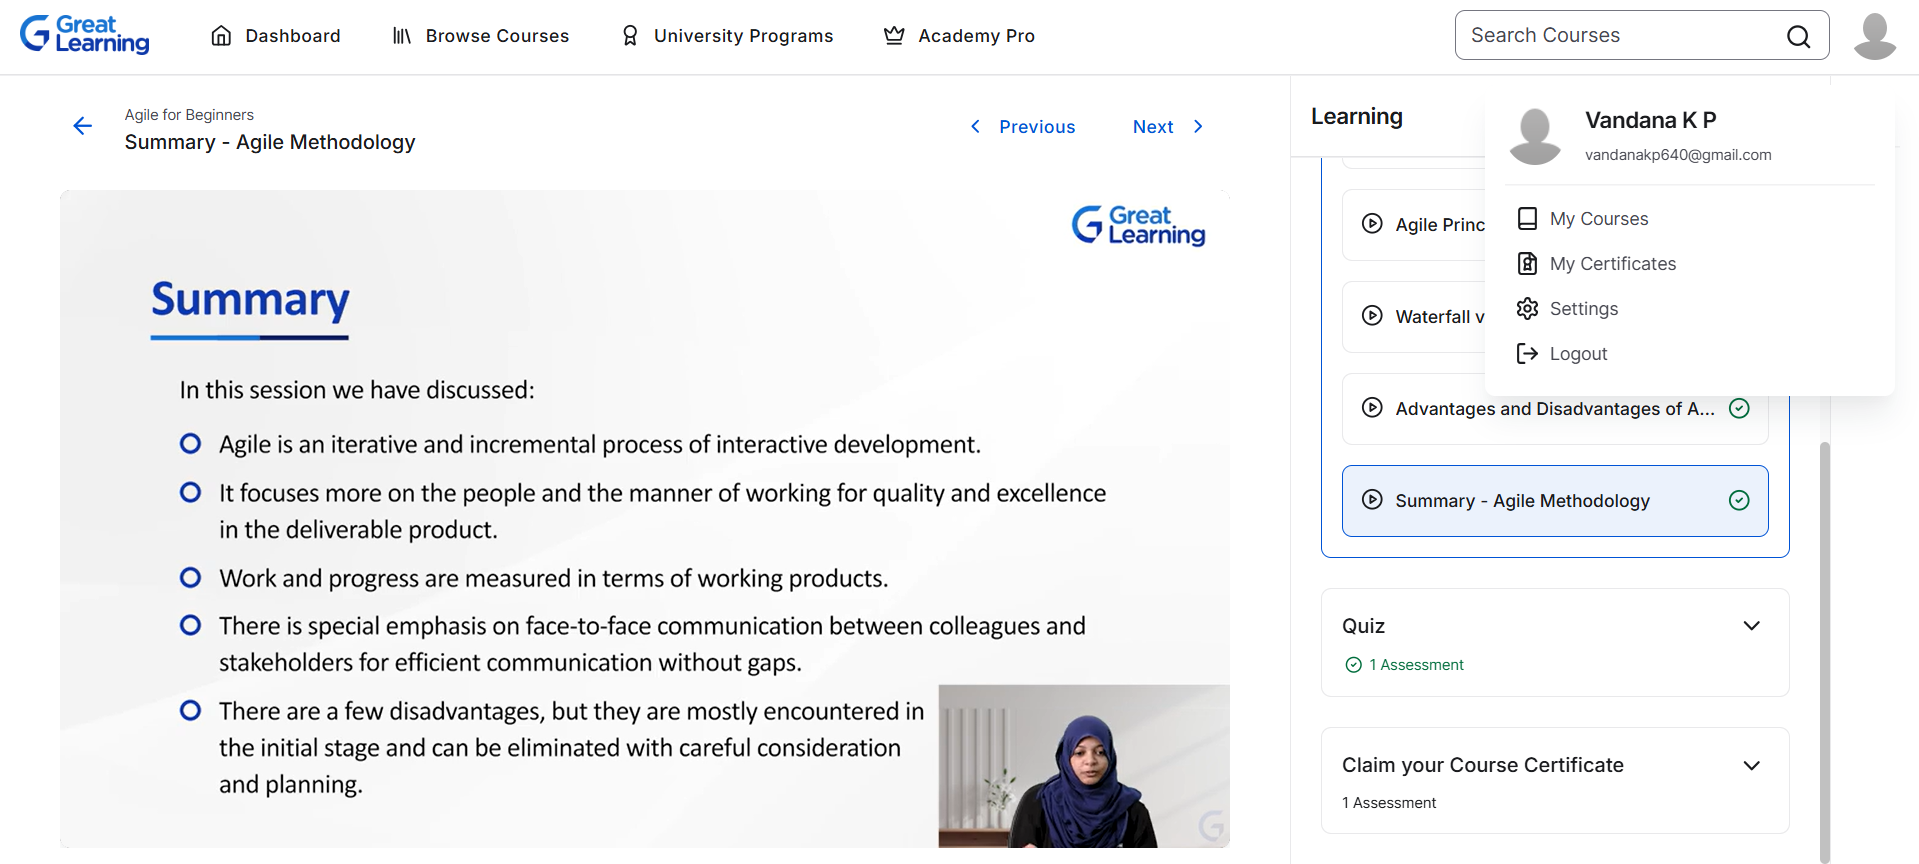 Great Learning
Dashboard
Browse Courses
University Programs
Academy Pro
Search Courses
Agile for Beginners
Summary - Agile Methodology
Previous
Next
Great Learning
Summary
In this session we have discussed:
Agile is an iterative and incremental process of interactive development.
It focuses more on the people and the manner of working for quality and excellence
in the deliverable product.
Work and progress are measured in terms of working products.
There is special emphasis on face-to-face communication between colleagues and
stakeholders for efficient communication without gaps.
There are a few disadvantages, but they are mostly encountered in
the initial stage and can be eliminated with careful consideration
and planning.
Learning
Agile Princ
Waterfall v
Advantages and Disadvantages of A...
Summary - Agile Methodology
Quiz
1 Assessment
Claim your Course Certificate
1 Assessment
Vandana K P
vandanakp640@gmail.com
My Courses
My Certificates
Settings
Logout